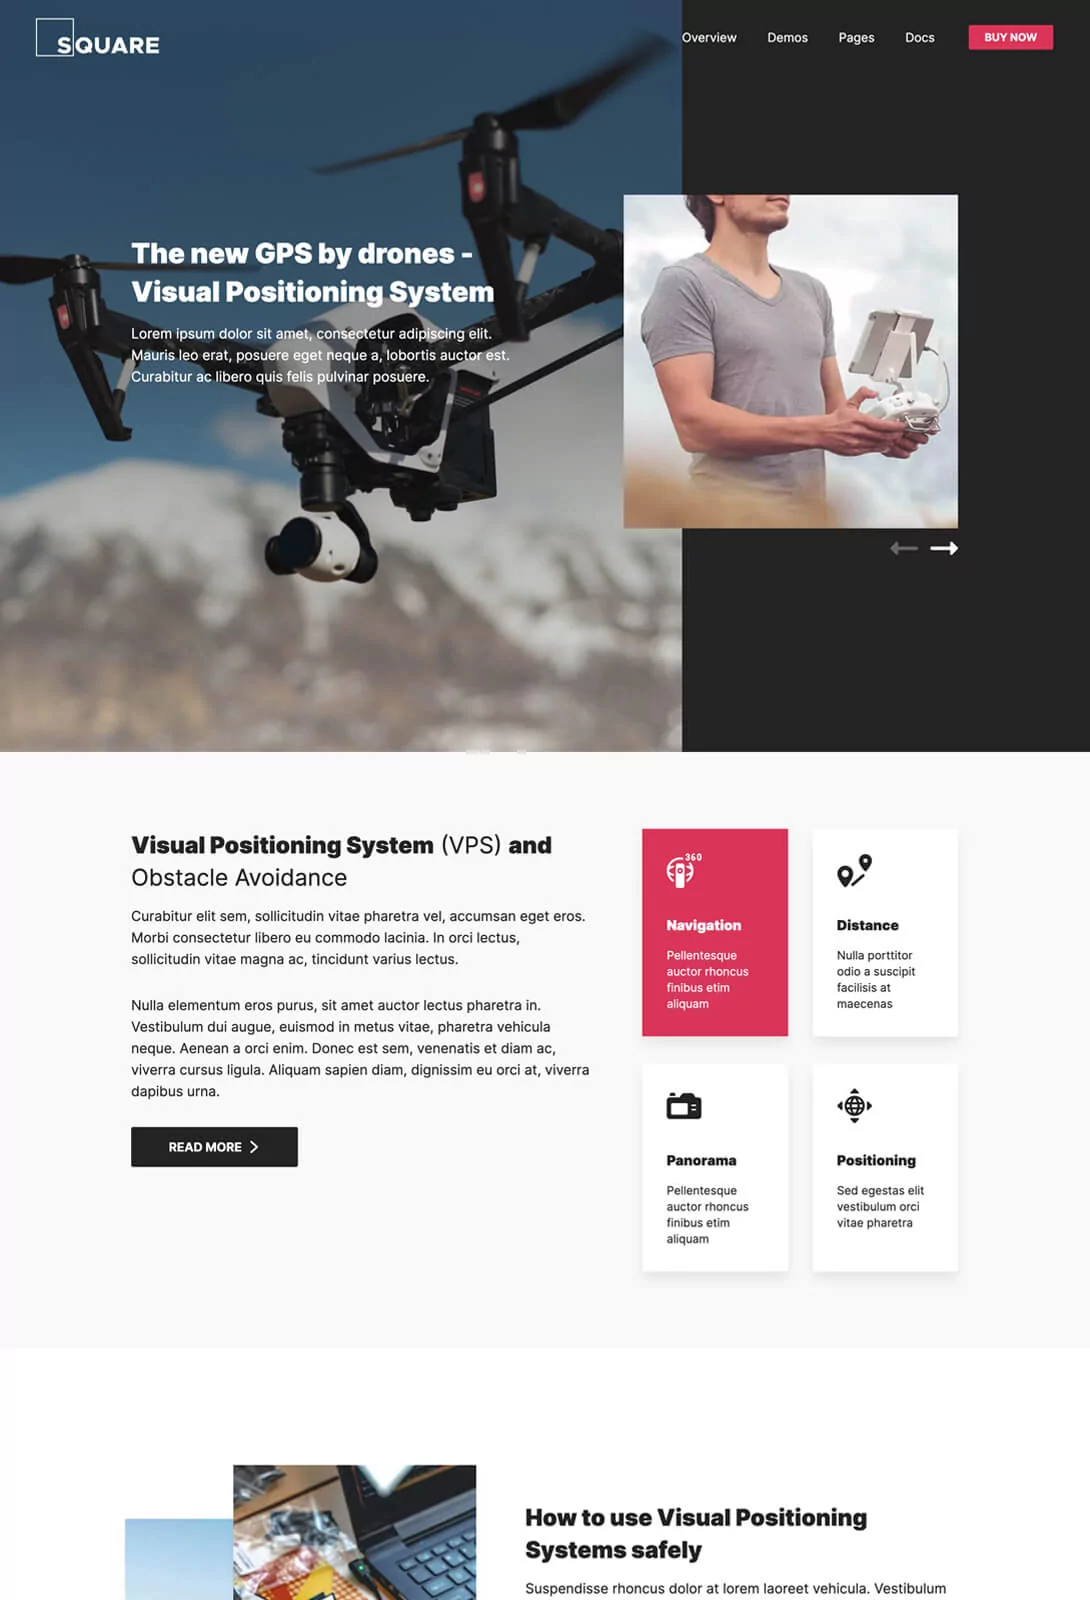 SQUARE
Overview
Demos
Pages
Docs
BUY NOW
The new GPS by drones -
Visual Positioning System
Lorem ipsum dolor sit amet, consectetur adipiscing elit.
Mauris leo erat, posuere eget neque a, lobortis auctor est.
Curabitur ac libero quis felis pulvinar posuere.
Visual Positioning System (VPS) and
Obstacle Avoidance
Curabitur elit sem, sollicitudin vitae pharetra vel, accumsan eget eros.
Morbi consectetur libero eu commodo lacinia. In orci lectus,
sollicitudin vitae magna ac, tincidunt varius lectus.
Nulla elementum eros purus, sit amet auctor lectus pharetra in.
Vestibulum dui augue, euismod in metus vitae, pharetra vehicula
neque. Aenean a orci enim. Donec est sem, venenatis et diam ac,
viverra cursus ligula. Aliquam sapien diam, dignissim eu orci at, viverra
dapibus urna.
READ MORE
360
Navigation
Pellentesque
auctor rhoncus
finibus etim
aliquam
Distance
Nulla porttitor
odio a suscipit
facilisis at
maecenas
Panorama
Pellentesque
auctor rhoncus
finibus etim
aliquam
Positioning
Sed egestas elit
vestibulum orci
vitae pharetra
How to use Visual Positioning
Systems safely
Suspendisse rhoncus dolor at lorem laoreet vehicula. Vestibulum